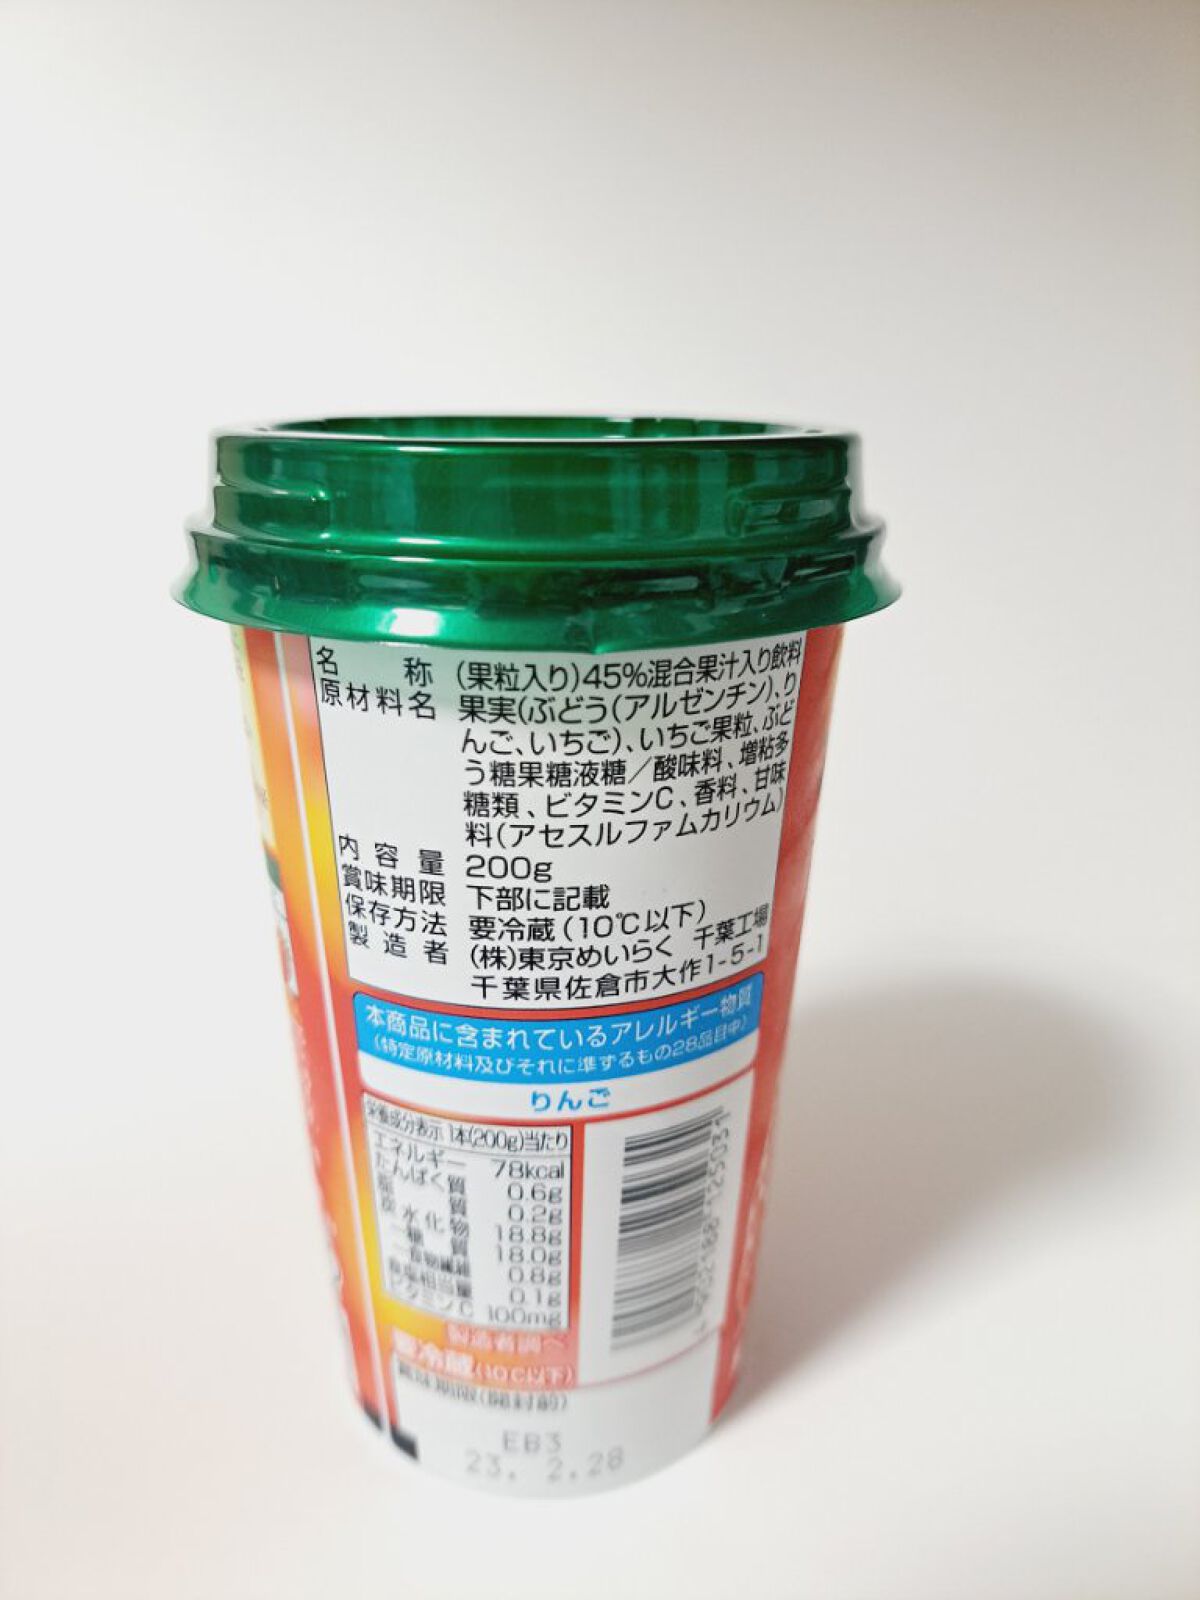 名称 (果粒入り)45%混合果汁入り飲料
原材料名 果実(ぶどう(アルゼンチン)、り
んご、いちご)、いちご果粒、ぶど
う糖果糖液糖/酸味料、増粘多
糖類、ビタミンC、香料、甘味
料(アセスルファムカリウム)
内容量 200g
賞味期限 下部に記載
保存方法 要冷蔵(10℃以下)
製造者 (株)東京めいらく 千葉工場
千葉県佐倉市大作1-5-1
本商品に含まれているアレルギー物質
(特定原材料及びそれに準ずるもの28品目中)
りんご
栄養成分表示 1本(200g)当たり
エネルギー 78kcal
たんぱく質 0.6g
脂質 0.2g
炭水化物 18.8g
糖質 18.0g
食物繊維 0.8g
食塩相当量 0.1g
ビタミンC 100mg
要冷蔵(10℃以下)
賞味期限(開封前)
EB3
23. 2.28